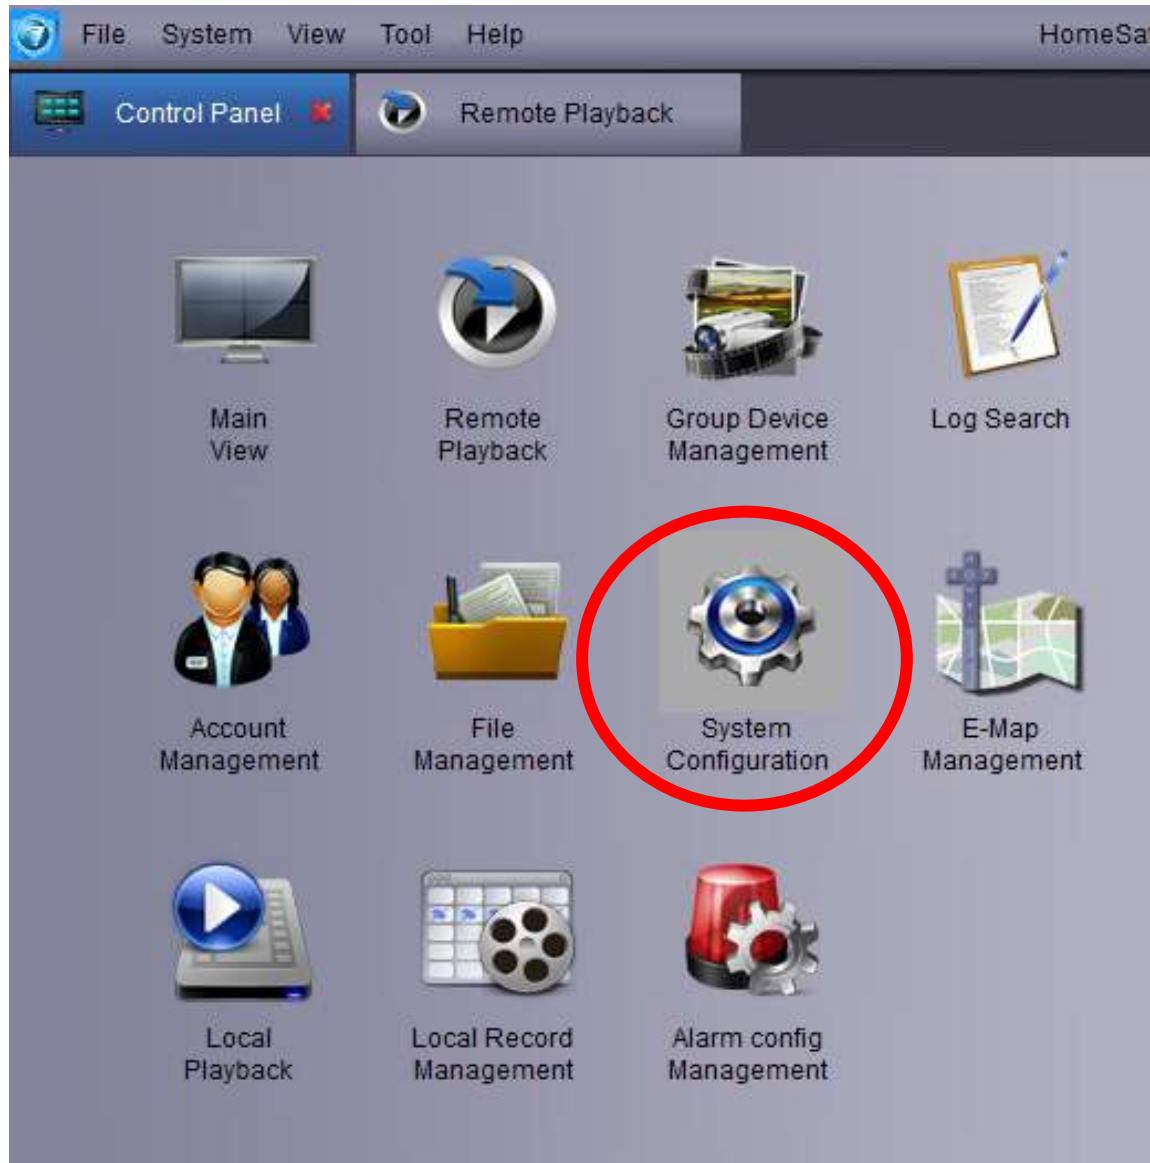 File System View Tool Help HomeSa
Control Panel Remote Playback
Main
View
Remote
Playback
Group Device
Management
Log Search
Account
Management
File
Management
System
Configuration
E-Map
Management
Local
Playback
Local Record
Management
Alarm config
Management